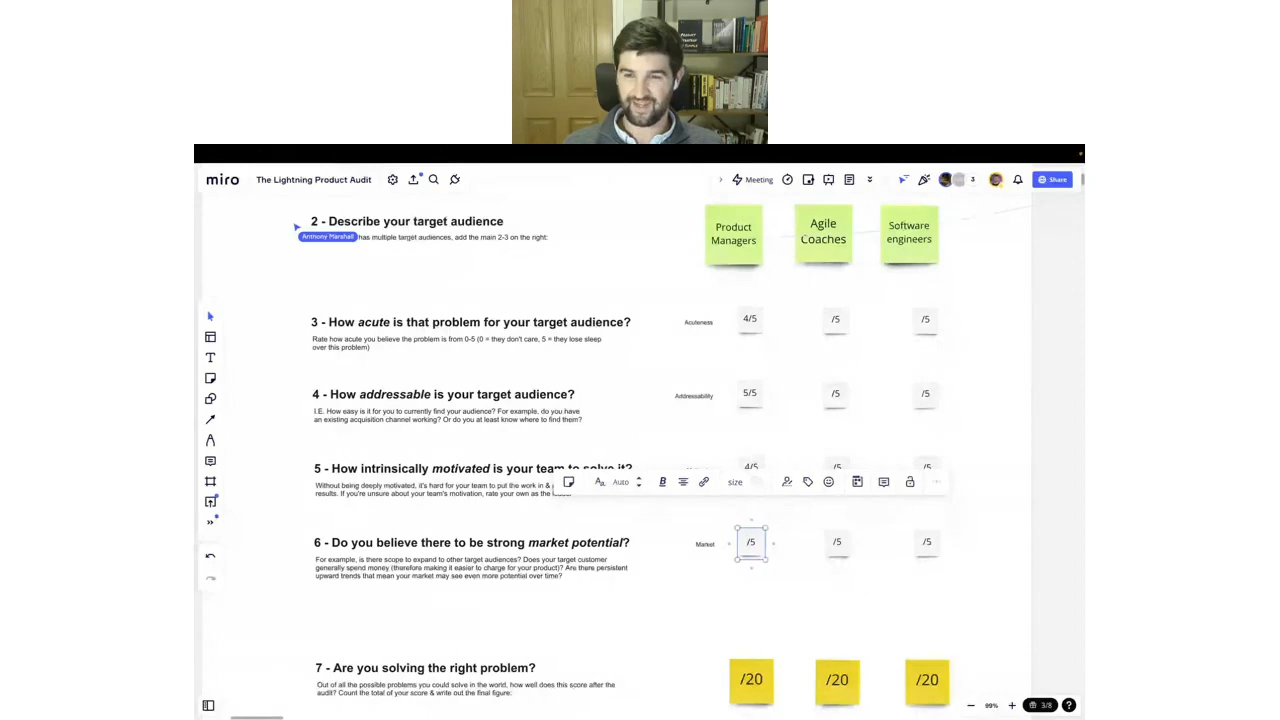 PRODUCT
STRATEGY
miro
The Lightning Product Audit
Meeting
3
Share
2 - Describe your target audience
Anthony Marshall
has multiple target audiences, add the main 2-3 on the right:
Product
Managers
Agile
Coaches
Software
engineers
3 - How acute is that problem for your target audience?
Rate how acute you believe the problem is from 0-5 (0 = they don't care, 5 = they lose sleep
over this problem)
Acuteness
4/5
/5
/5
4 - How addressable is your target audience?
I.E. How easy is it for you to currently find your audience? For example, do you have
an existing acquisition channel working? Or do you at least know where to find them?
Addressability
5/5
/5
/5
5 - How intrinsically motivated is your team to solve it?
Without being deeply motivated, it's hard for your team to put the work in &
results. If you're unsure about your team's motivation, rate your own as the
4/5
/5
/5
Auto
B
size
6 - Do you believe there to be strong market potential?
For example, is there scope to expand to other target audiences? Does your target customer
generally spend money (therefore making it easier to charge for your product)? Are there persistent
upward trends that mean your market may see even more potential over time?
Market
/5
/5
/5
7 - Are you solving the right problem?
Out of all the possible problems you could solve in the world, how well does this score after the
audit? Count the total of your score & write out the final figure:
/20
/20
/20
99%
3/8
?